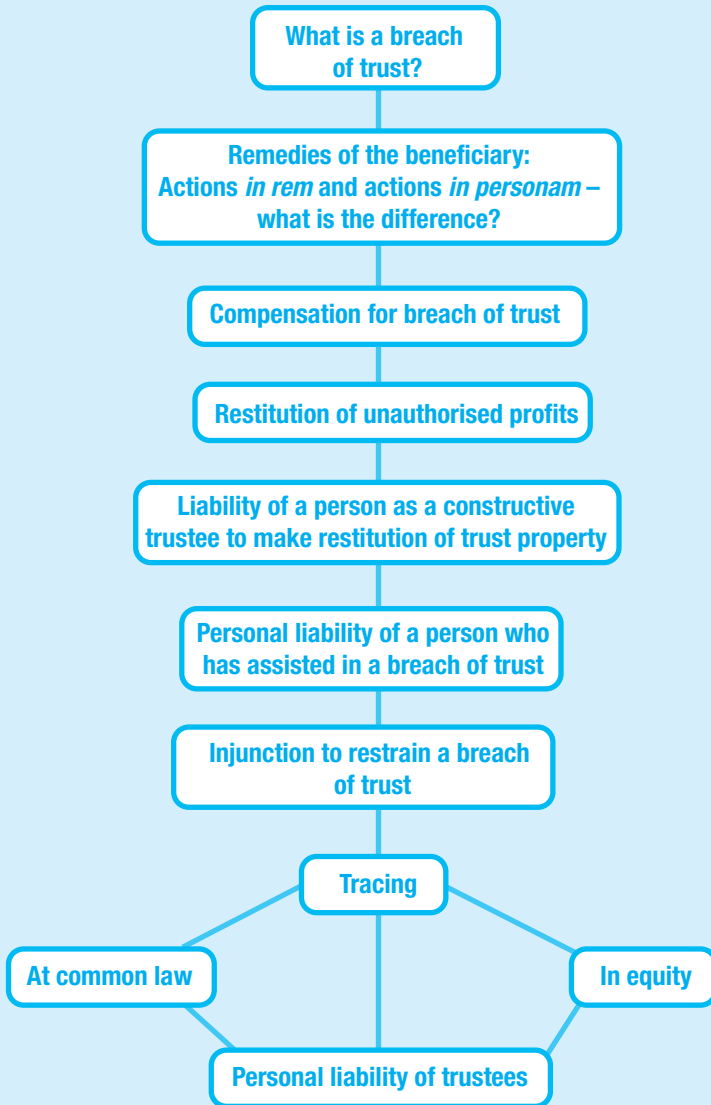 What is a breach
of trust?
Remedies of the beneficiary:
Actions in rem and actions in personam –
what is the difference?
Compensation for breach of trust
Restitution of unauthorised profits
Liability of a person as a constructive
trustee to make restitution of trust property
Personal liability of a person who
has assisted in a breach of trust
Injunction to restrain a breach
of trust
Tracing
At common law
In equity
Personal liability of trustees